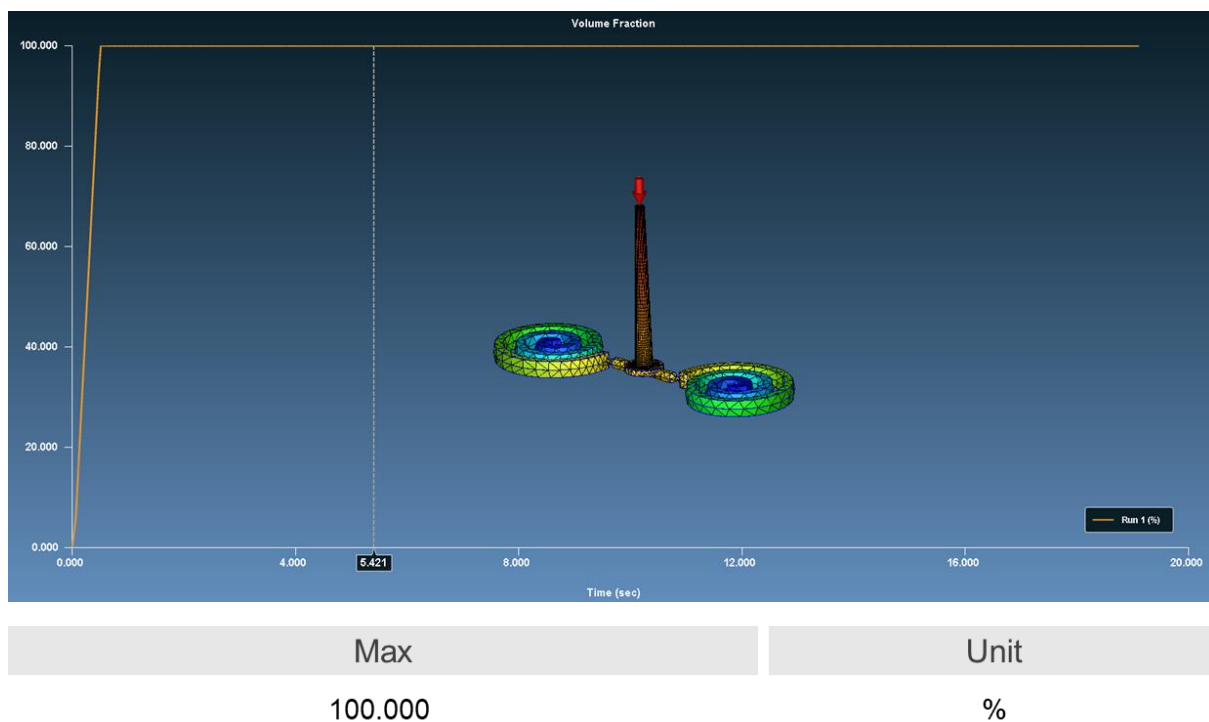 Volume Fraction
100.000
80.000
60.000
40.000
20.000
0.000
Run 1 (%)
0.000 4.000 5.421 8.000 12.000 16.000 20.000
Time (sec)
Max Unit
100.000 %